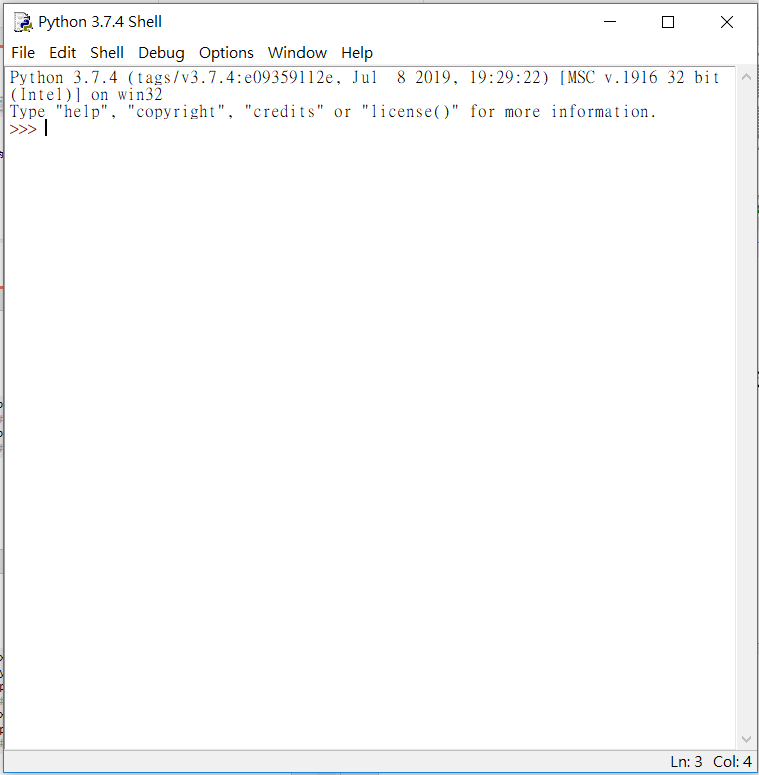 Python 3.7.4 Shell
File Edit Shell Debug Options Window Help
Python 3.7.4 (tags/v3.7.4:e09359112e, Jul  8 2019, 19:29:22) [MSC v.1916 32 bit
(Intel)] on win32
Type "help", "copyright", "credits" or "license()" for more information.
>>>
Ln: 3 Col: 4